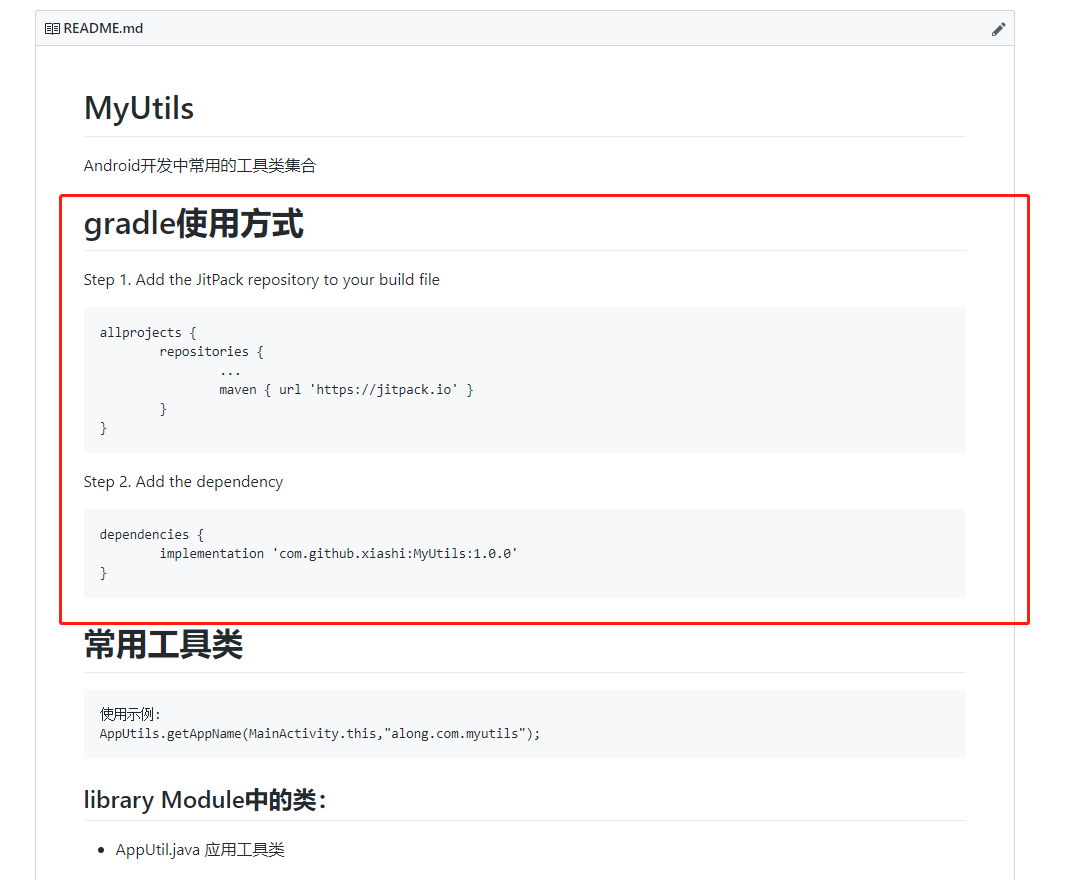 README.md
MyUtils
Android开发中常用的工具类集合
gradle使用方式
Step 1. Add the JitPack repository to your build file
allprojects {
repositories {
...
maven { url 'https://jitpack.io' }
}
}
Step 2. Add the dependency
dependencies {
implementation 'com.github.xiashi:MyUtils:1.0.0'
}
常用工具类
使用示例:
AppUtils.getAppName(MainActivity.this,"along.com.myutils");
library Module中的类：
• AppUtil.java 应用工具类